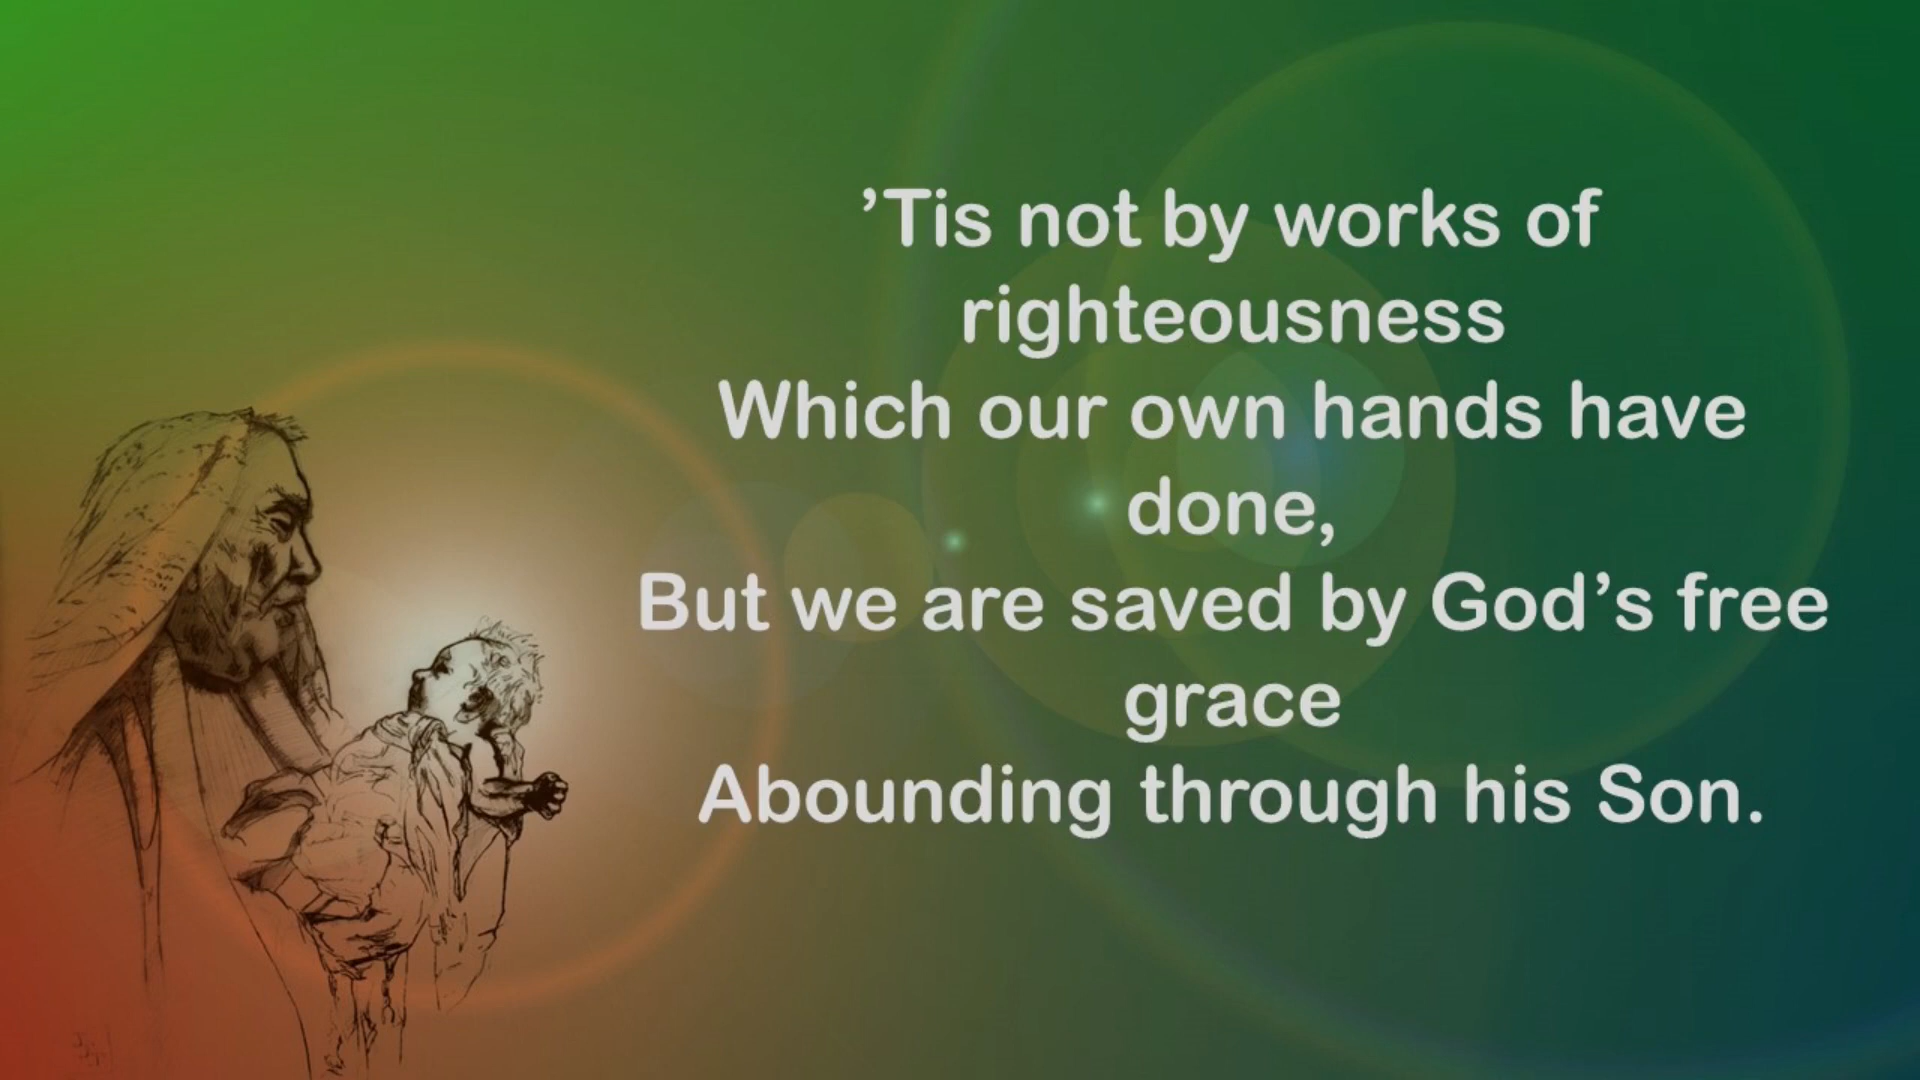 ’Tis not by works of
righteousness
Which our own hands have
done,
But we are saved by God’s free
grace
Abounding through his Son.